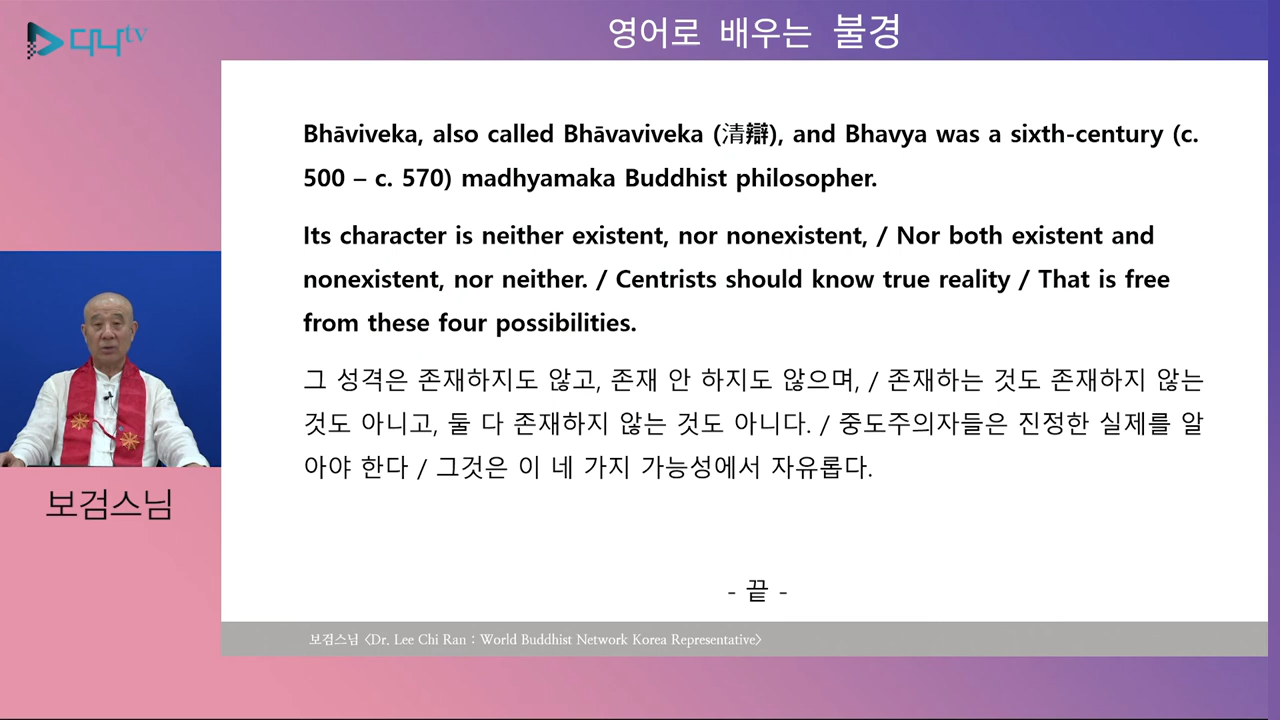 다나tv
영어로 배우는 불경
Bhāviveka, also called Bhāvaviveka (清辯), and Bhavya was a sixth-century (c.
500 – c. 570) madhyamaka Buddhist philosopher.
Its character is neither existent, nor nonexistent, / Nor both existent and
nonexistent, nor neither. / Centrists should know true reality / That is free
from these four possibilities.
그 성격은 존재하지도 않고, 존재 안 하지도 않으며, / 존재하는 것도 존재하지 않는
것도 아니고, 둘 다 존재하지 않는 것도 아니다. / 중도주의자들은 진정한 실제를 알
아야 한다 / 그것은 이 네 가지 가능성에서 자유롭다.
보검스님
- 끝 -
보검스님 <Dr. Lee Chi Ran : World Buddhist Network Korea Representative>